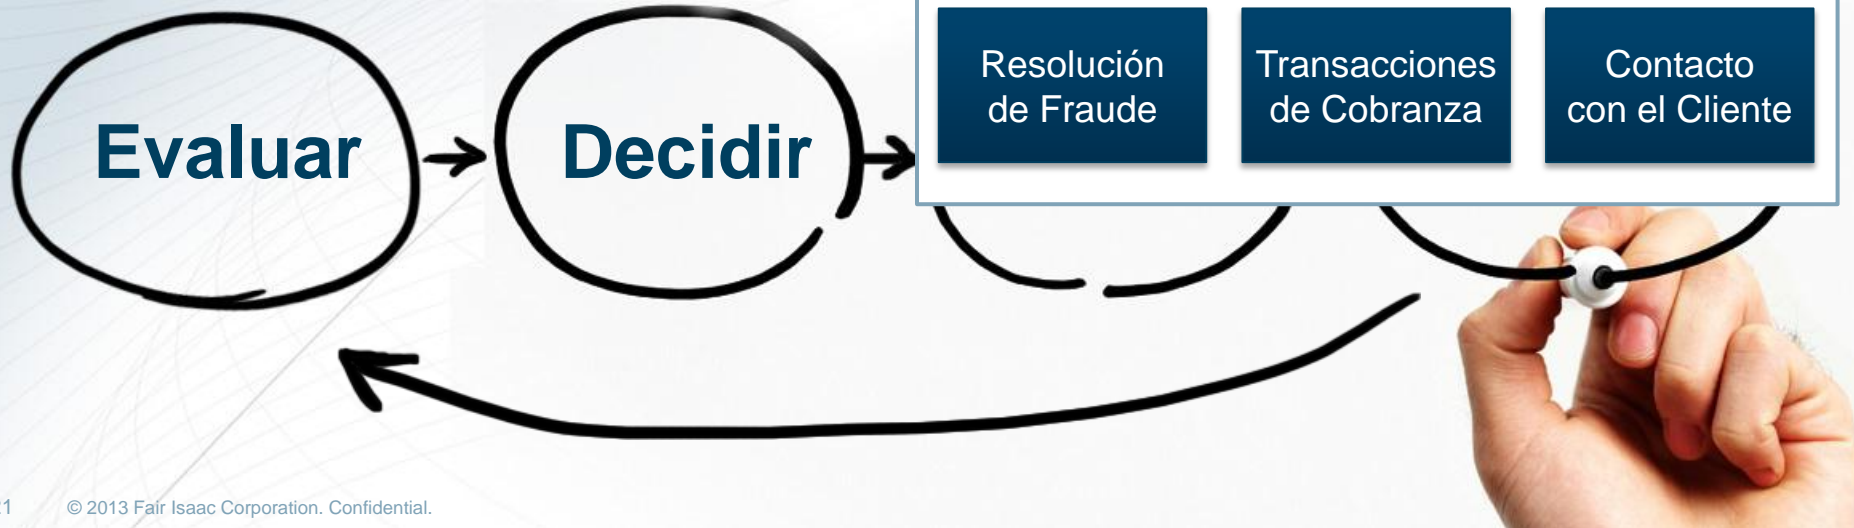 Evaluar
Decidir
Resolución
de Fraude
Transacciones
de Cobranza
Contacto
con el Cliente
© 2013 Fair Isaac Corporation. Confidential.